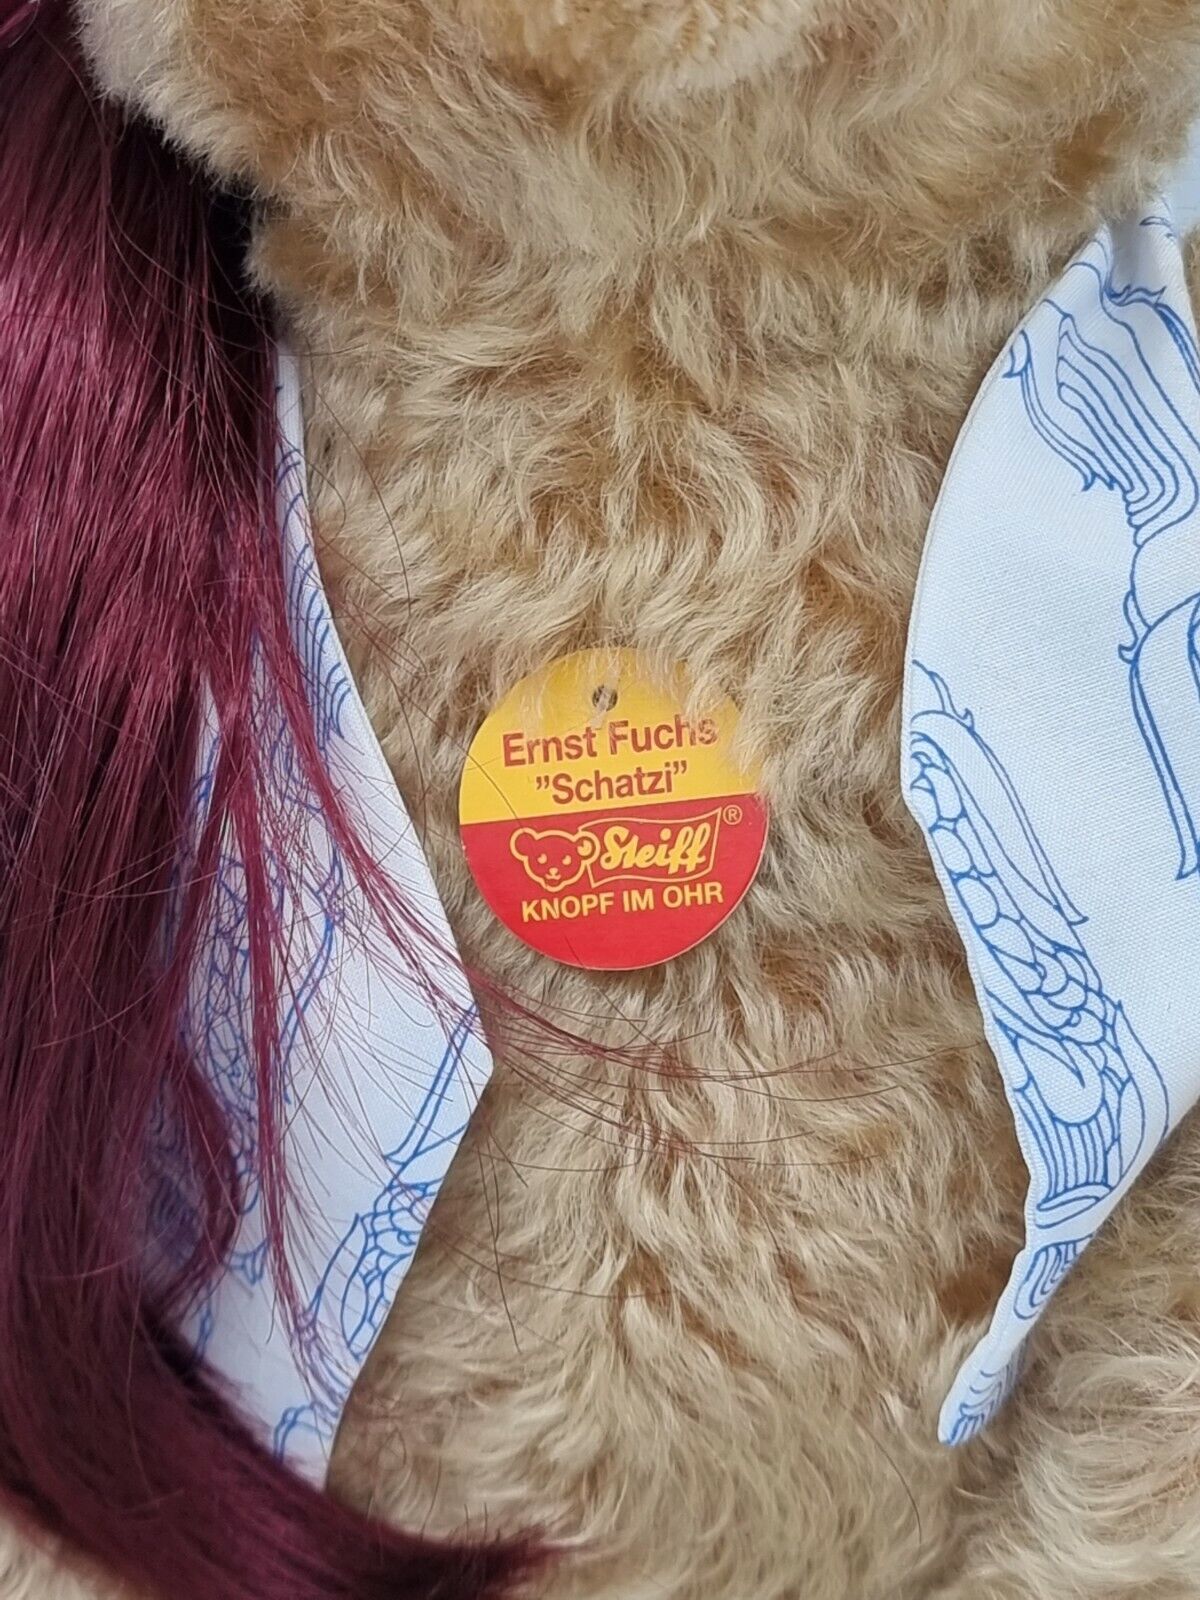 Ernst Fuchs
”Schatzi”
Steiff®
KNOPF IM OHR